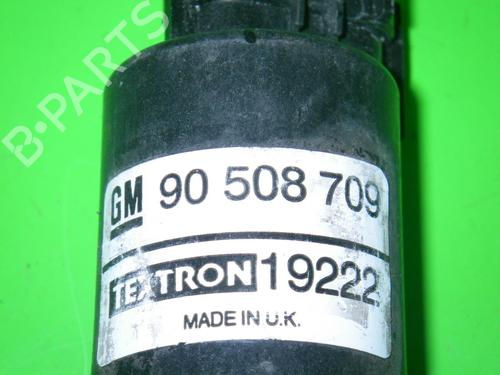 B-PARTS
GM 90 508 709
TEXTRON 19222
MADE IN U.K.